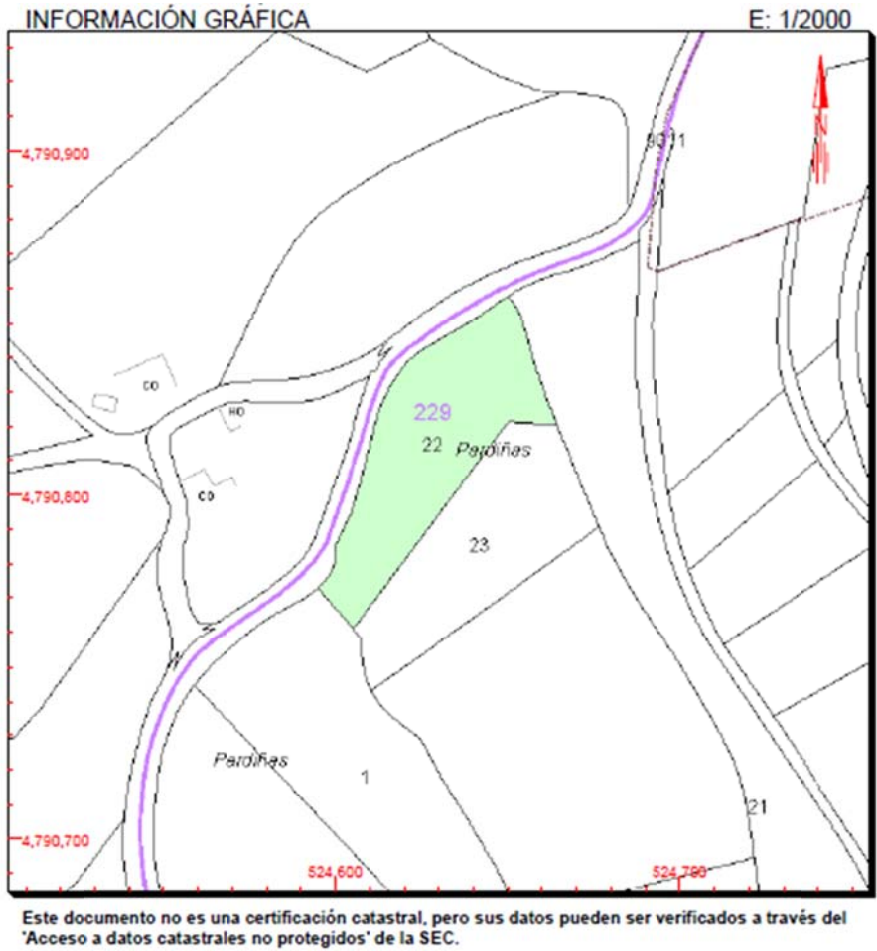 INFORMACIÓN GRÁFICA E: 1/2000
N
4,790,900
CO
HO
229
22 Pardiñas
4,790,800
CO
23
Pardiñas
1
21
4,790,700
524,600
Este documento no es una certificación catastral, pero sus datos pueden ser verificados a través del
'Acceso a datos catastrales no protegidos' de la SEC.